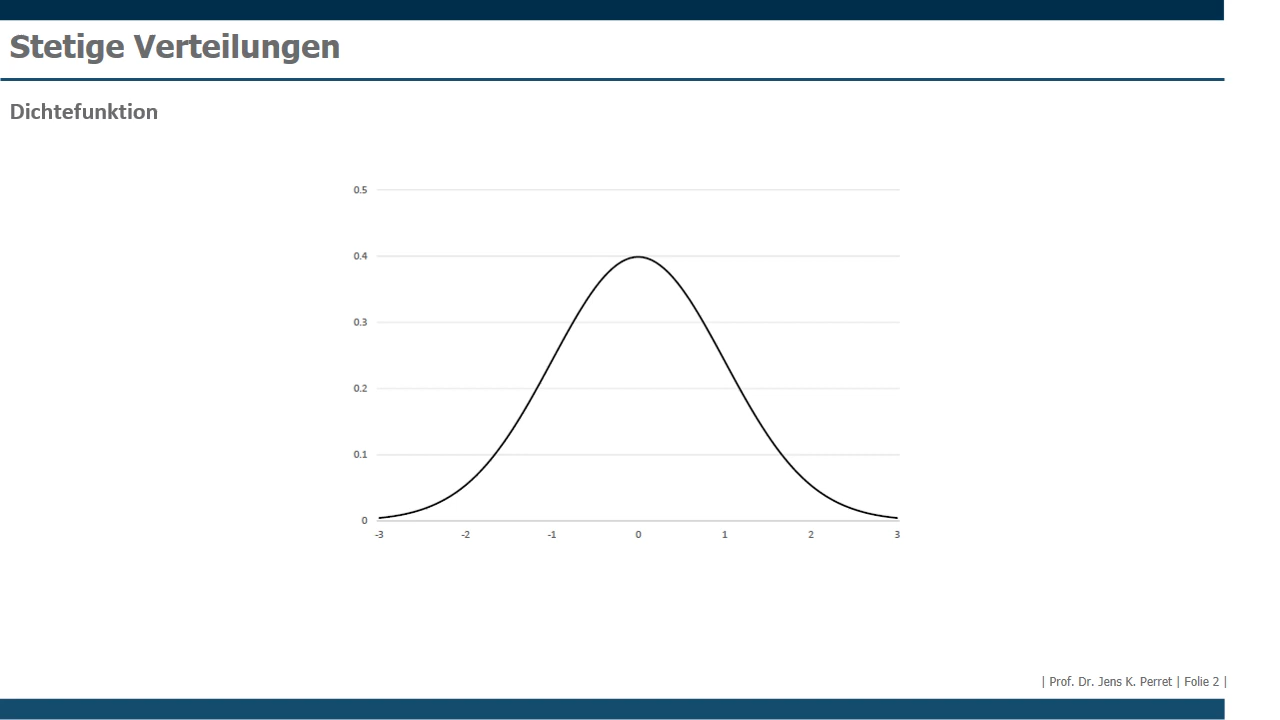 Stetige Verteilungen
Dichtefunktion
0.5
0.4
0.3
0.2
0.1
0
-3 -2 -1 0 1 2 3
| Prof. Dr. Jens K. Perret | Folie 2 |